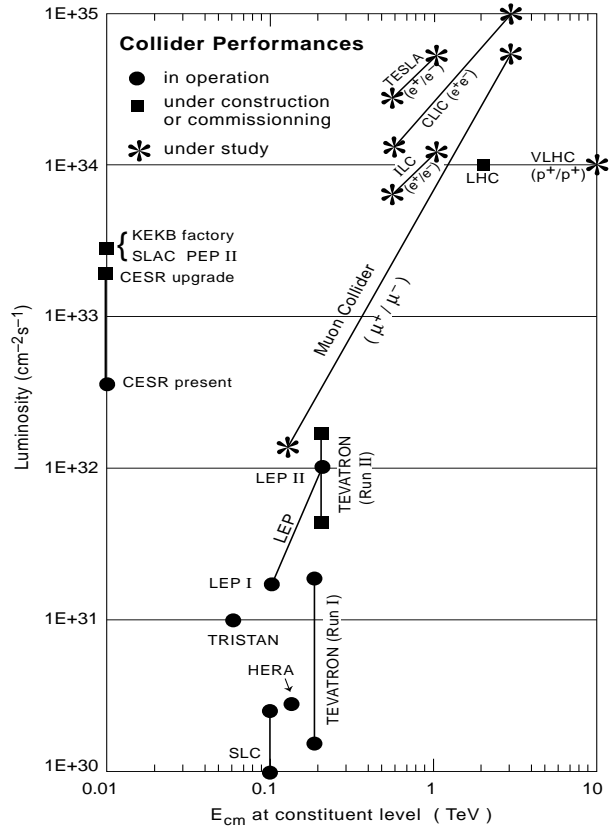 1E+35
Collider Performances
in operation
under construction
or commissionning
under study
TESLA
(e+/e−)
CLIC (e+e−)
ILC
(e+/e−)
1E+34
LHC
VLHC
(p+/p+)
KEKB factory
SLAC PEP II
CESR upgrade
Muon Collider
( μ+ / μ− )
1E+33
CESR present
Luminosity (cm−2s−1)
1E+32
LEP II
TEVATRON
(Run II)
LEP
LEP I
1E+31
TRISTAN
TEVATRON (Run I)
HERA
SLC
1E+30
0.01
0.1
1
10
Ecm at constituent level ( TeV )